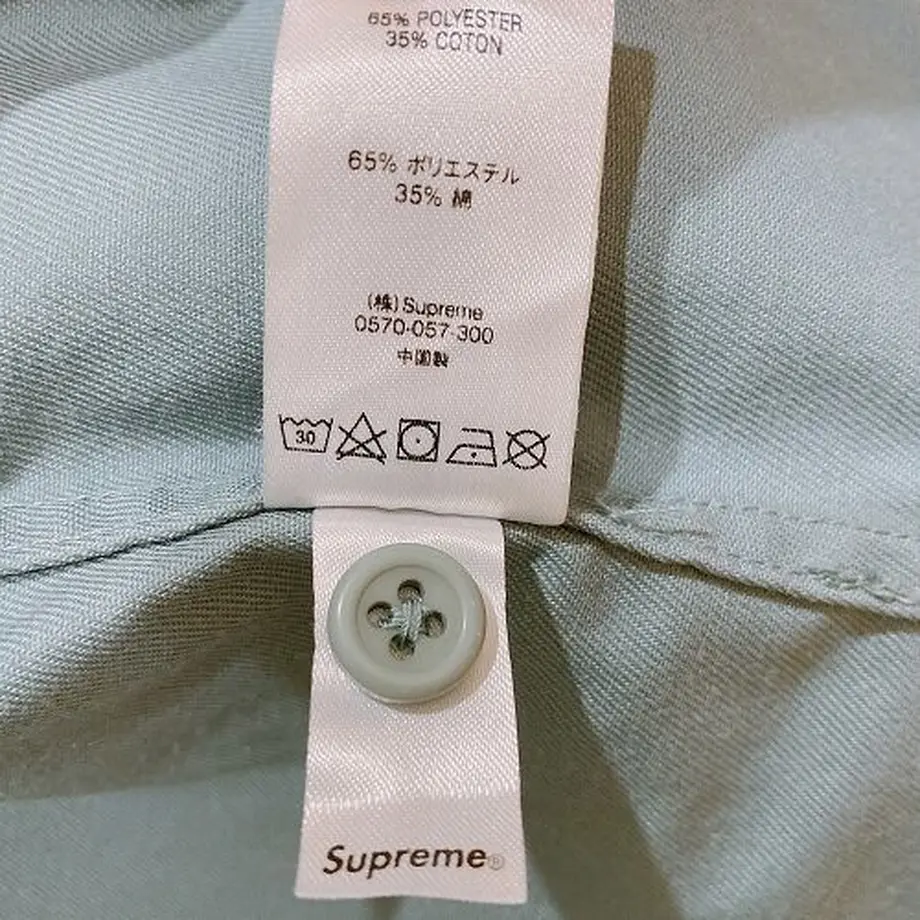 65% POLYESTER
35% COTON
65% ポリエステル
35% 綿
(株) Supreme
0570-057-300
中国製
30
Supreme®